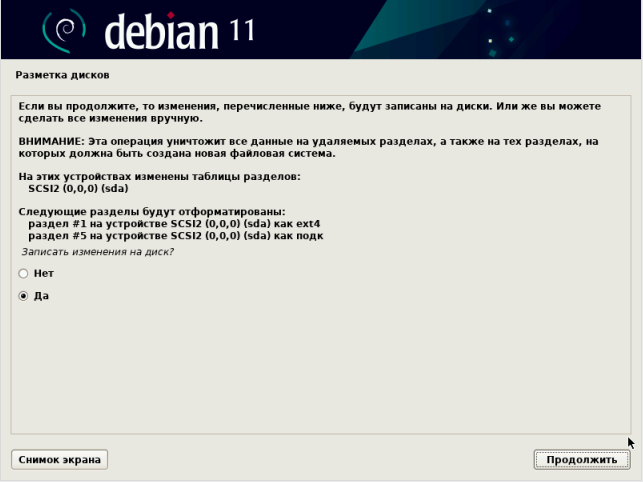 debian 11
Разметка дисков
Если вы продолжите, то изменения, перечисленные ниже, будут записаны на диски. Или же вы можете
сделать все изменения вручную.
ВНИМАНИЕ: Эта операция уничтожит все данные на удаляемых разделах, а также на тех разделах, на
которых должна быть создана новая файловая система.
На этих устройствах изменены таблицы разделов:
SCSI2 (0,0,0) (sda)
Следующие разделы будут отформатированы:
раздел #1 на устройстве SCSI2 (0,0,0) (sda) как ext4
раздел #5 на устройстве SCSI2 (0,0,0) (sda) как подк
Записать изменения на диск?
Нет
Да
Снимок экрана
Продолжить